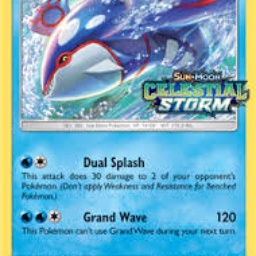 SUN & MOON
CELESTIAL
STORM
Dual Splash
This attack does 30 damage to 2 of your opponent's
Pokémon. (Don't apply Weakness and Resistance for Benched
Pokémon.)
Grand Wave 120
This Pokémon can't use Grand Wave during your next turn.